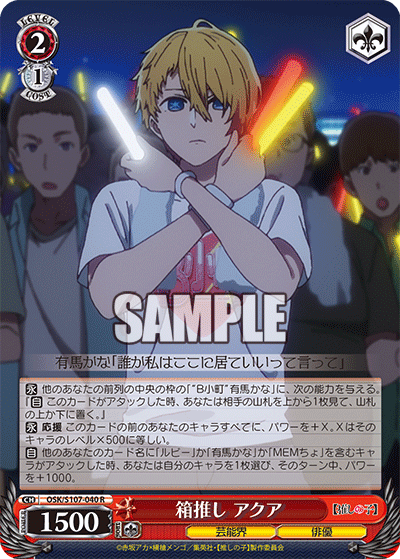 LEVEL
2
1
COST
SAMPLE
有馬かな「誰か私はここに居ていいって言って」
永 他のあなたの前列の中央の枠の「“B小町”有馬かな」に、次の能力を与える。
『自 このカードがアタックした時、あなたは相手の山札を上から1枚見て、山札
の上か下に置く。』
永 応援 このカードの前のあなたのキャラすべてに、パワーを+X。Xはそのキャ
ラのレベル×500に等しい。
自 他のあなたのカード名に「ルビー」か「有馬かな」か「MEMちょ」を含むキャ
ラがアタックした時、あなたは自分のキャラを1枚選び、そのターン中、パワー
を+1000。
CH OSK/S107-040 R
1500
箱推し アクア
【推しの子】
芸能界
俳優
©赤坂アカ×横槍メンゴ/集英社・【推しの子】製作委員会